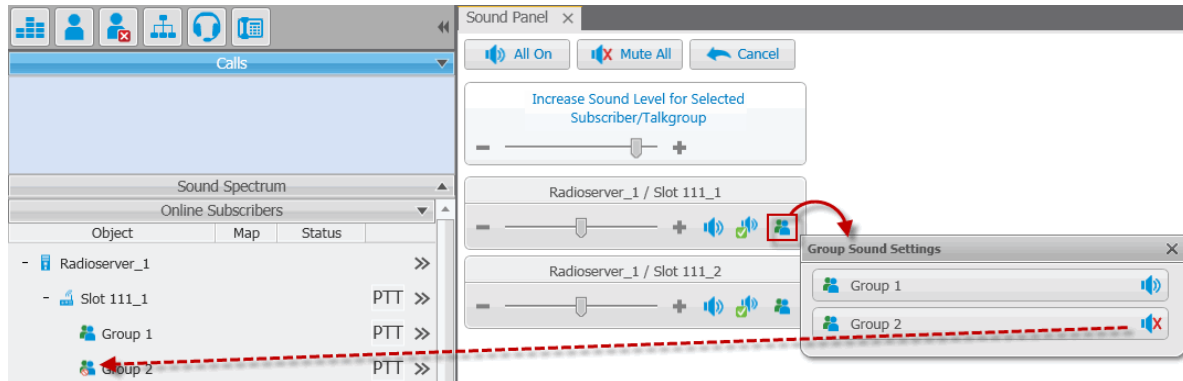 Calls
Sound Spectrum
Online Subscribers
Object Map Status
- Radioserver_1
- Slot 111_1 PTT
Group 1 PTT
Group 2 PTT
Sound Panel
All On Mute All Cancel
Increase Sound Level for Selected
Subscriber/Talkgroup
Radioserver_1 / Slot 111_1
Radioserver_1 / Slot 111_2
Group Sound Settings
Group 1
Group 2